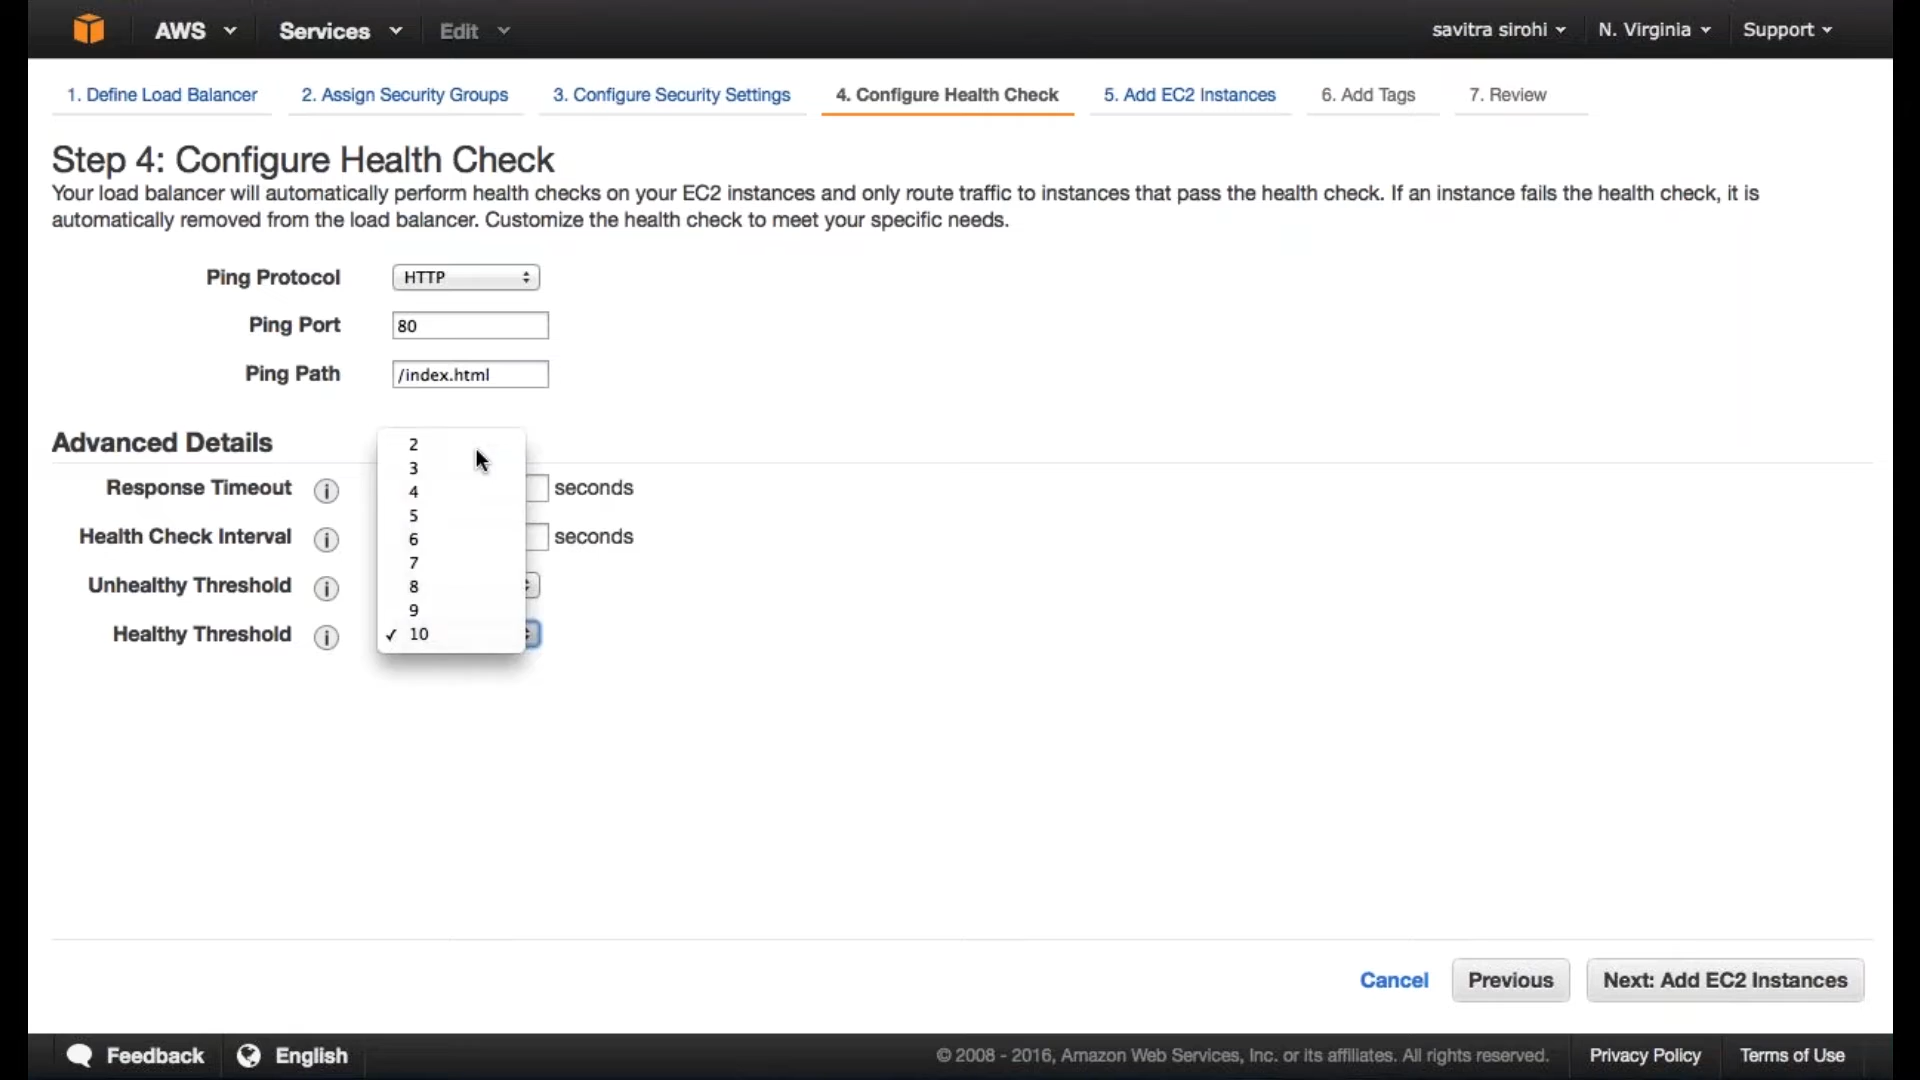 AWS Services Edit savitra sirohi N. Virginia Support
1. Define Load Balancer 2. Assign Security Groups 3. Configure Security Settings 4. Configure Health Check 5. Add EC2 Instances 6. Add Tags 7. Review
Step 4: Configure Health Check
Your load balancer will automatically perform health checks on your EC2 instances and only route traffic to instances that pass the health check. If an instance fails the health check, it is
automatically removed from the load balancer. Customize the health check to meet your specific needs.
Ping Protocol HTTP
Ping Port 80
Ping Path /index.html
Advanced Details
Response Timeout i seconds
Health Check Interval i seconds
Unhealthy Threshold i
Healthy Threshold i
2
3
4
5
6
7
8
9
✓ 10
Cancel Previous Next: Add EC2 Instances
Feedback English © 2008 - 2016, Amazon Web Services, Inc. or its affiliates. All rights reserved. Privacy Policy Terms of Use